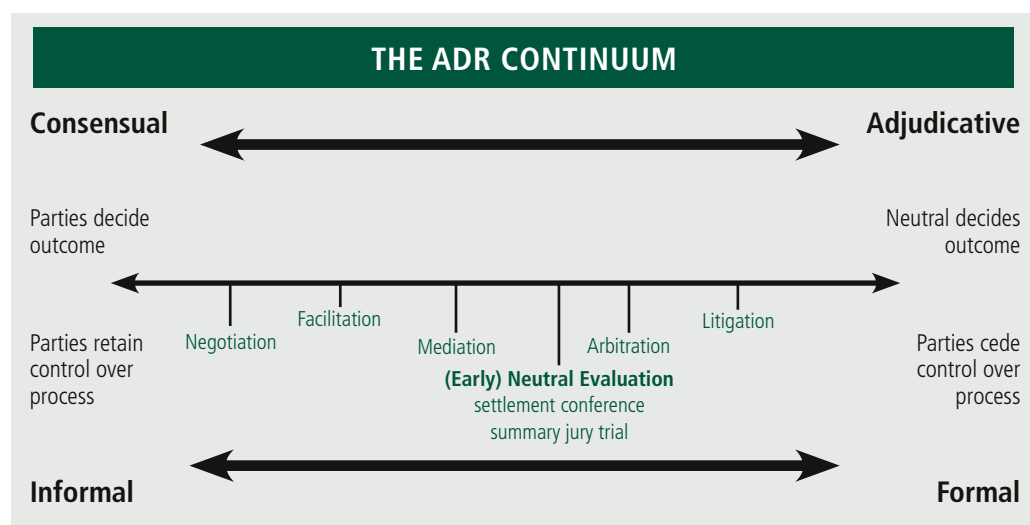 THE ADR CONTINUUM
Consensual
Adjudicative
Parties decide
outcome
Neutral decides
outcome
Negotiation
Facilitation
Mediation
(Early) Neutral Evaluation
settlement conference
summary jury trial
Arbitration
Litigation
Parties retain
control over
process
Parties cede
control over
process
Informal
Formal